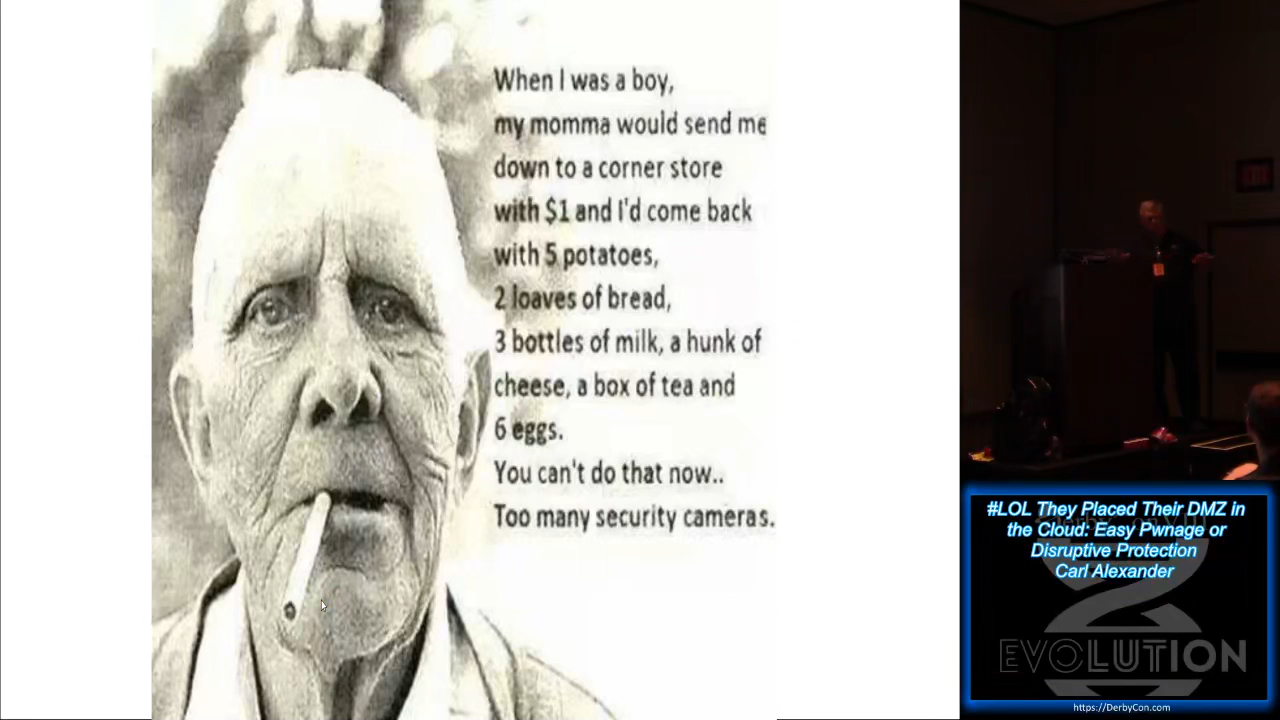 When I was a boy,
my momma would send me
down to a corner store
with $1 and I'd come back
with 5 potatoes,
2 loaves of bread,
3 bottles of milk, a hunk of
cheese, a box of tea and
6 eggs.
You can't do that now..
Too many security cameras.
#LOL They Placed Their DMZ in
the Cloud: Easy Pwnage or
Disruptive Protection
Carl Alexander
EVOLUTION
https://DerbyCon.com